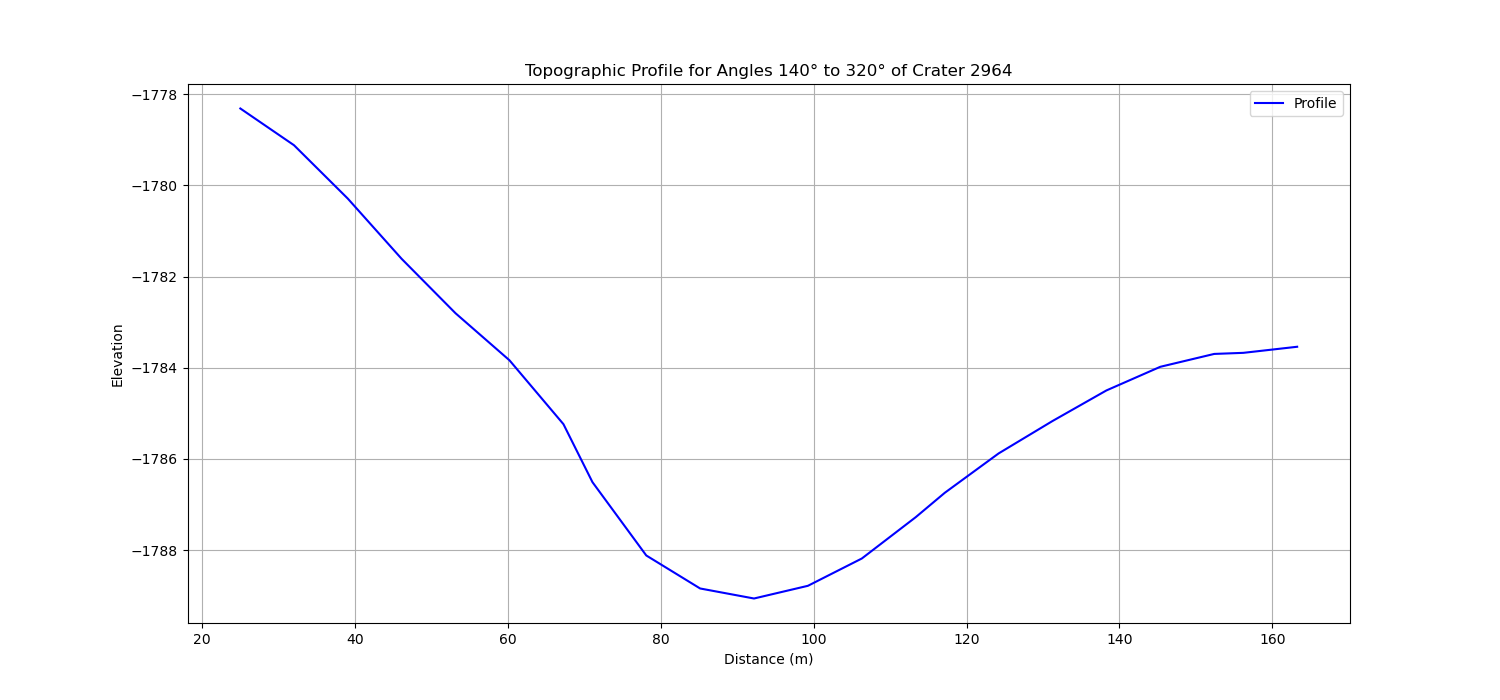 Topographic Profile for Angles 140° to 320° of Crater 2964
Profile
−1778
−1780
−1782
−1784
−1786
−1788
Elevation
20 40 60 80 100 120 140 160
Distance (m)